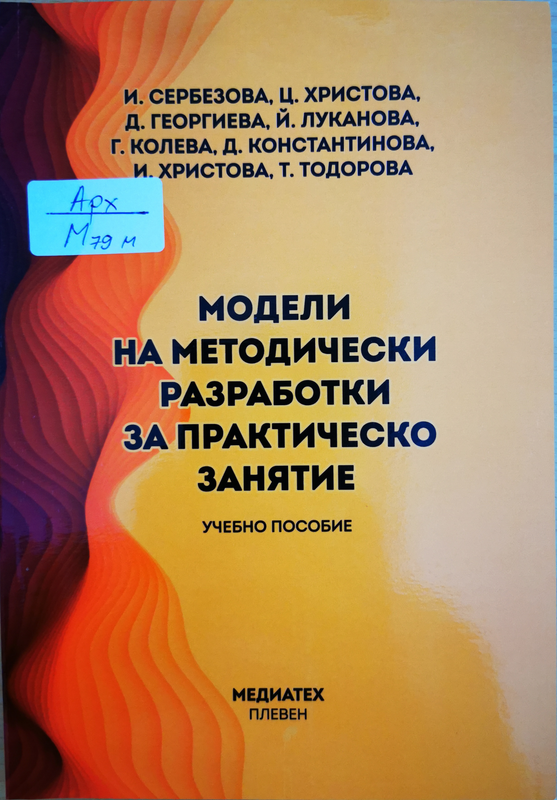 И. СЕРБЕЗОВА, Ц. ХРИСТОВА,
Д. ГЕОРГИЕВА, Й. ЛУКАНОВА,
Г. КОЛЕВА, Д. КОНСТАНТИНОВА,
И. ХРИСТОВА, Т. ТОДОРОВА
Арх
М79 м
МОДЕЛИ
НА МЕТОДИЧЕСКИ
РАЗРАБОТКИ
ЗА ПРАКТИЧЕСКО
ЗАНЯТИЕ
УЧЕБНО ПОСОБИЕ
МЕДИАТЕХ
ПЛЕВЕН